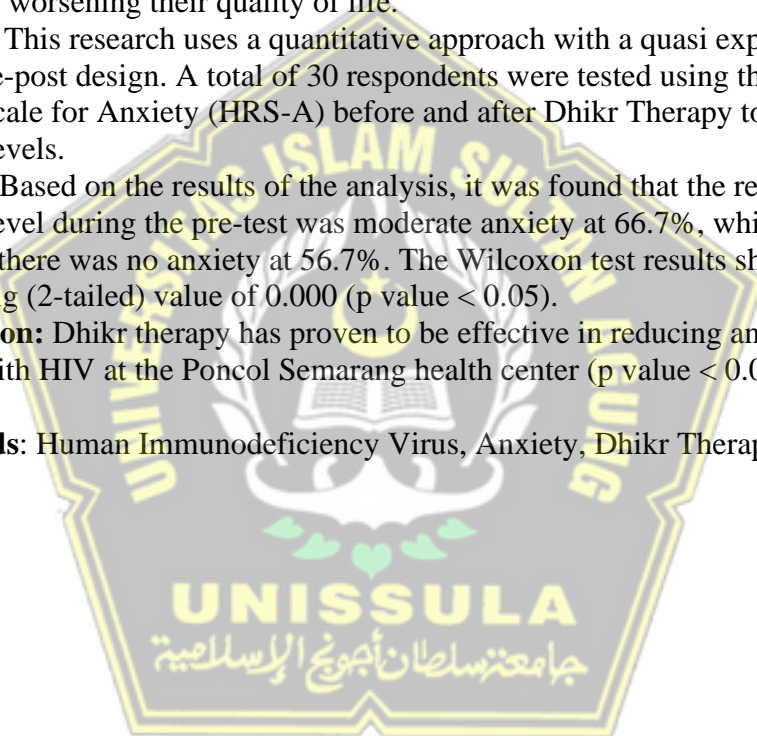 worsening their quality of life.
This research uses a quantitative approach with a quasi exp
e-post design. A total of 30 respondents were tested using th
cale for Anxiety (HRS-A) before and after Dhikr Therapy to
evels.
Based on the results of the analysis, it was found that the re
evel during the pre-test was moderate anxiety at 66.7%, whi
there was no anxiety at 56.7%. The Wilcoxon test results sh
g (2-tailed) value of 0.000 (p value < 0.05).
on: Dhikr therapy has proven to be effective in reducing an
ith HIV at the Poncol Semarang health center (p value < 0.0
ds: Human Immunodeficiency Virus, Anxiety, Dhikr Therap
UNIVERSITAS ISLAM SULTAN AGUNG
UNISSULA
جامعة سلطان أجونج الإسلامية